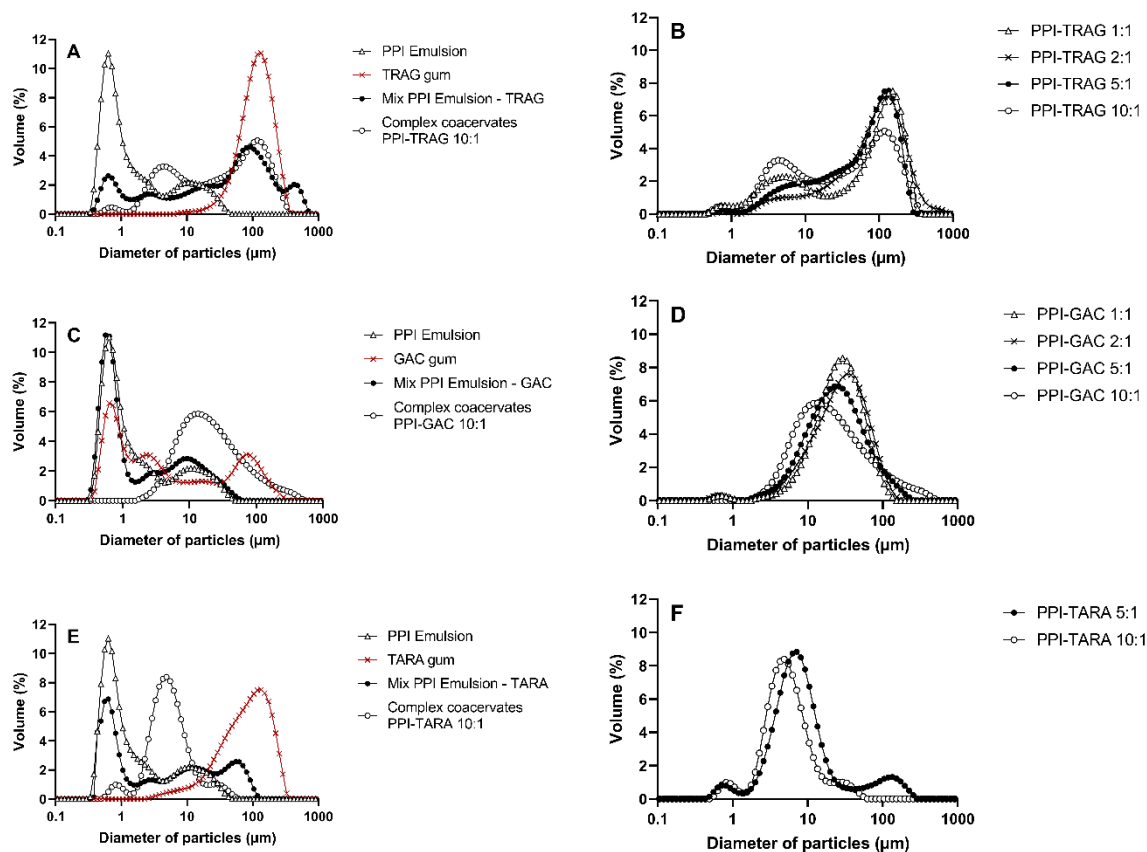 A
Volume (%)
12
10
8
6
4
2
0
0.1 1 10 100 1000
Diameter of particles (µm)
PPI Emulsion
TRAG gum
Mix PPI Emulsion - TRAG
Complex coacervates
PPI-TRAG 10:1
B
Volume (%)
12
10
8
6
4
2
0
0.1 1 10 100 1000
Diameter of particles (µm)
PPI-TRAG 1:1
PPI-TRAG 2:1
PPI-TRAG 5:1
PPI-TRAG 10:1
C
Volume (%)
12
10
8
6
4
2
0
0.1 1 10 100 1000
Diameter of particles (µm)
PPI Emulsion
GAC gum
Mix PPI Emulsion - GAC
Complex coacervates
PPI-GAC 10:1
D
Volume (%)
12
10
8
6
4
2
0
0.1 1 10 100 1000
Diameter of particles (µm)
PPI-GAC 1:1
PPI-GAC 2:1
PPI-GAC 5:1
PPI-GAC 10:1
E
Volume (%)
12
10
8
6
4
2
0
0.1 1 10 100 1000
Diameter of particles (µm)
PPI Emulsion
TARA gum
Mix PPI Emulsion - TARA
Complex coacervates
PPI-TARA 10:1
F
Volume (%)
12
10
8
6
4
2
0
0.1 1 10 100 1000
Diameter of particles (µm)
PPI-TARA 5:1
PPI-TARA 10:1